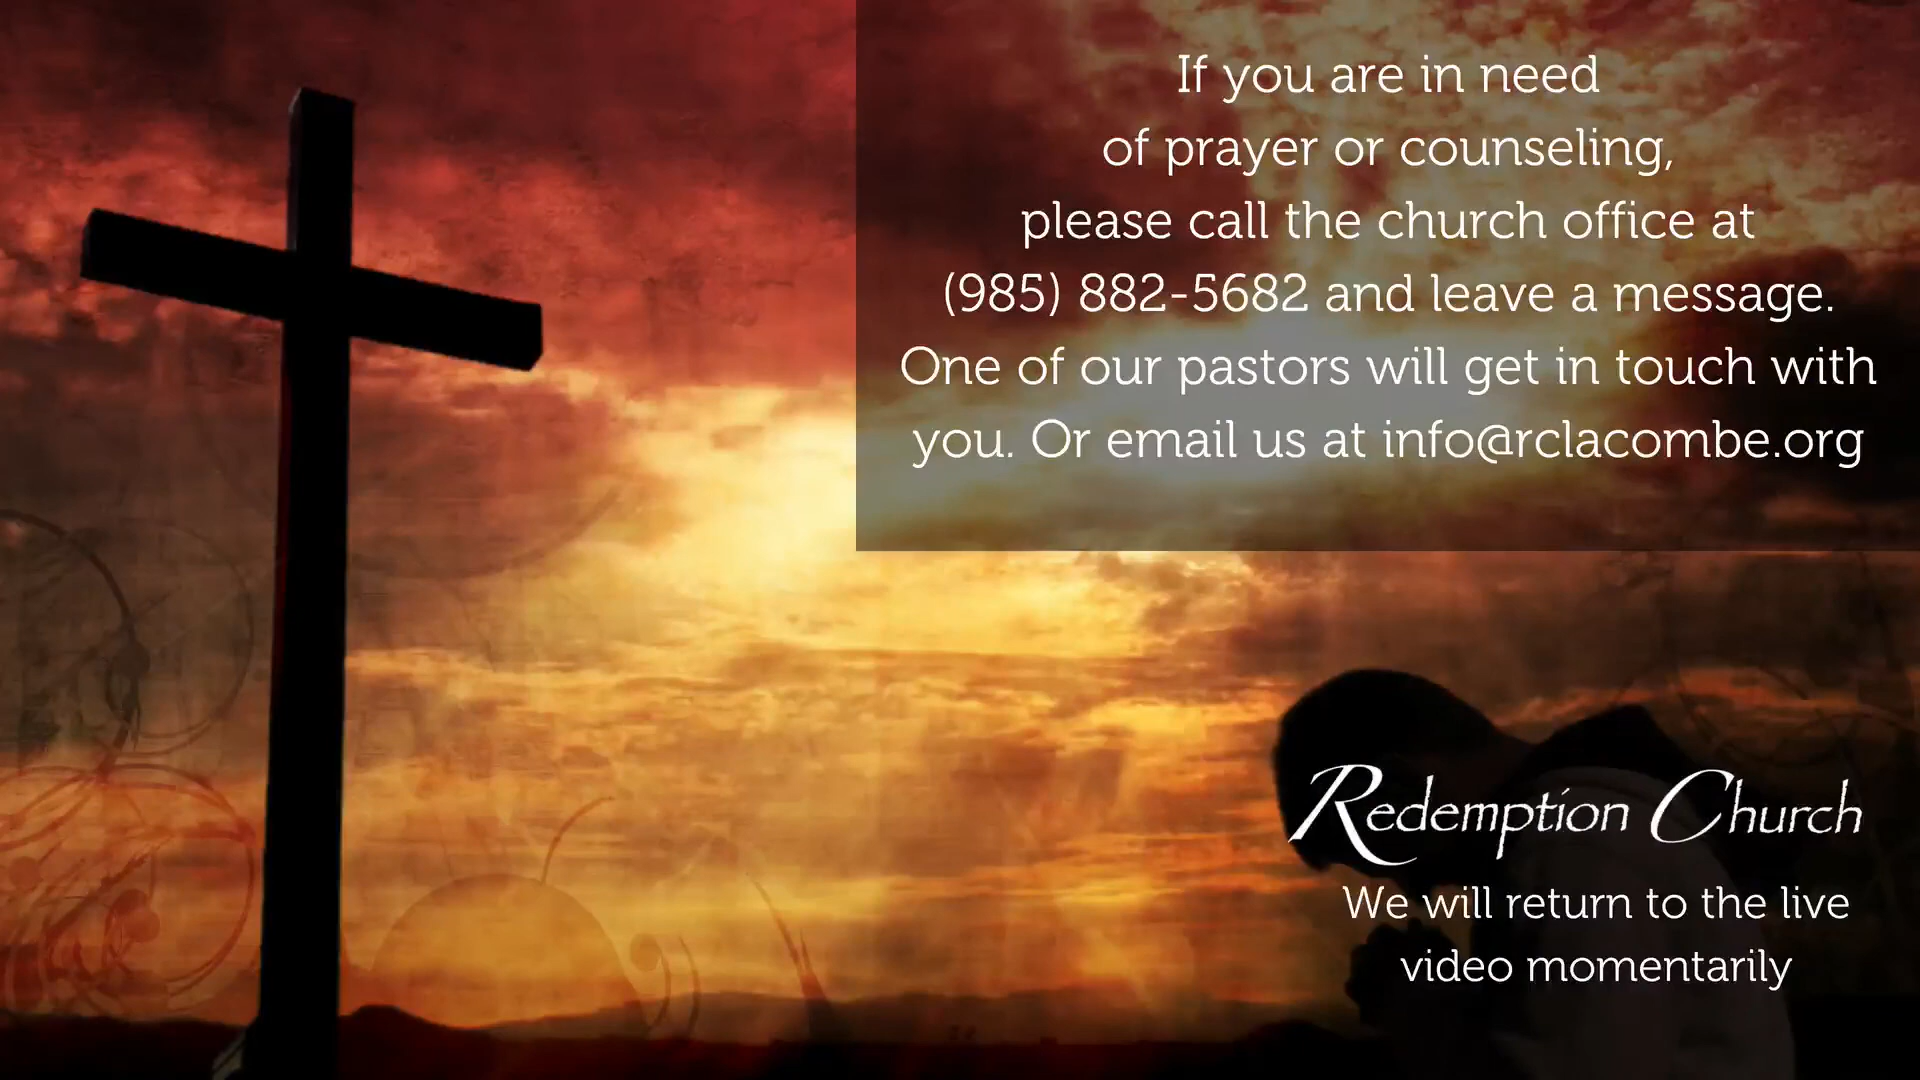 If you are in need
of prayer or counseling,
please call the church office at
(985) 882-5682 and leave a message.
One of our pastors will get in touch with
you. Or email us at info@rclacombe.org
Redemption Church
We will return to the live
video momentarily